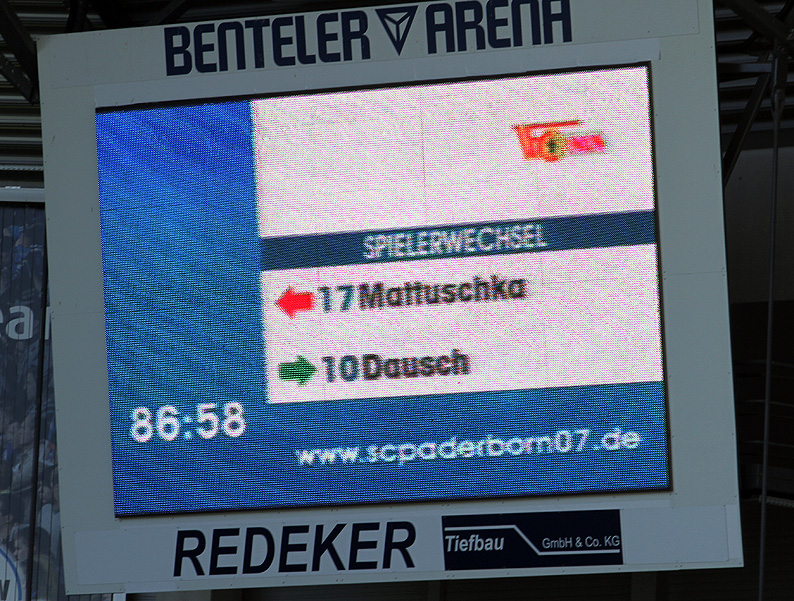 BENTELER ARENA
SPIELERWECHSEL
17 Mattuschka
10 Dausch
86:58
www.scpaderborn07.de
REDEKER
Tiefbau GmbH & Co. KG